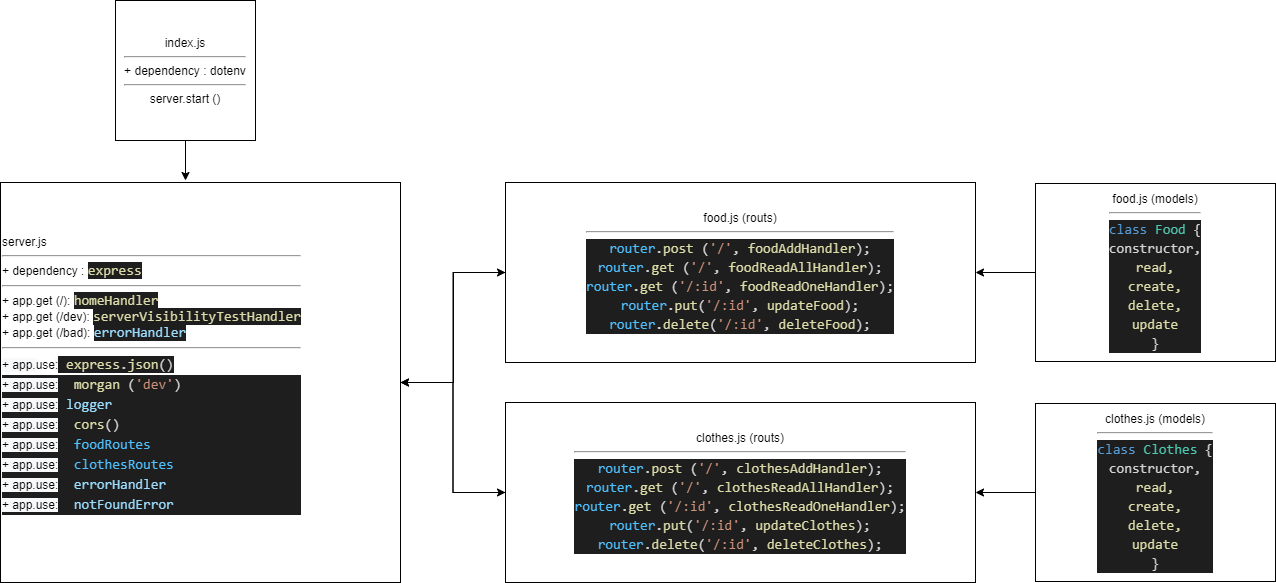 index.js
+ dependency : dotenv
server.start ()
server.js
+ dependency : express
+ app.get (/): homeHandler
+ app.get (/dev): serverVisibilityTestHandler
+ app.get (/bad): errorHandler
+ app.use: express.json()
+ app.use: morgan ('dev')
+ app.use: logger
+ app.use: cors()
+ app.use: foodRoutes
+ app.use: clothesRoutes
+ app.use: errorHandler
+ app.use: notFoundError
food.js (routs)
router.post ('/', foodAddHandler);
router.get ('/', foodReadAllHandler);
router.get ('/:id', foodReadOneHandler);
router.put('/:id', updateFood);
router.delete('/:id', deleteFood);
clothes.js (routs)
router.post ('/', clothesAddHandler);
router.get ('/', clothesReadAllHandler);
router.get ('/:id', clothesReadOneHandler);
router.put('/:id', updateClothes);
router.delete('/:id', deleteClothes);
food.js (models)
class Food {
constructor,
read,
create,
delete,
update
}
clothes.js (models)
class Clothes {
constructor,
read,
create,
delete,
update
}